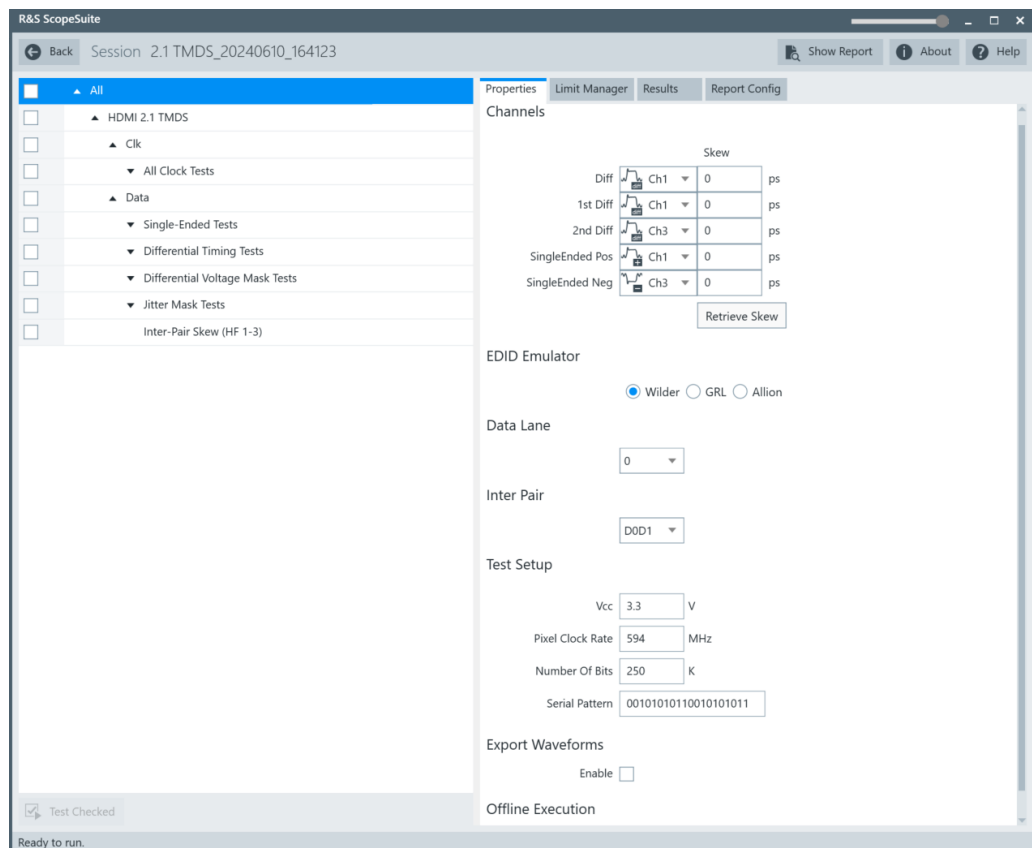 R&S ScopeSuite
Back Session 2.1 TMDS_20240610_164123 Show Report About Help
All
HDMI 2.1 TMDS
Clk
All Clock Tests
Data
Single-Ended Tests
Differential Timing Tests
Differential Voltage Mask Tests
Jitter Mask Tests
Inter-Pair Skew (HF 1-3)
Test Checked
Properties Limit Manager Results Report Config
Channels
Skew
Diff Ch1 0 ps
1st Diff Ch1 0 ps
2nd Diff Ch3 0 ps
SingleEnded Pos Ch1 0 ps
SingleEnded Neg Ch3 0 ps
Retrieve Skew
EDID Emulator
Wilder GRL Allion
Data Lane
0
Inter Pair
D0D1
Test Setup
Vcc 3.3 V
Pixel Clock Rate 594 MHz
Number Of Bits 250 K
Serial Pattern 00101010110010101011
Export Waveforms
Enable
Offline Execution
Ready to run.